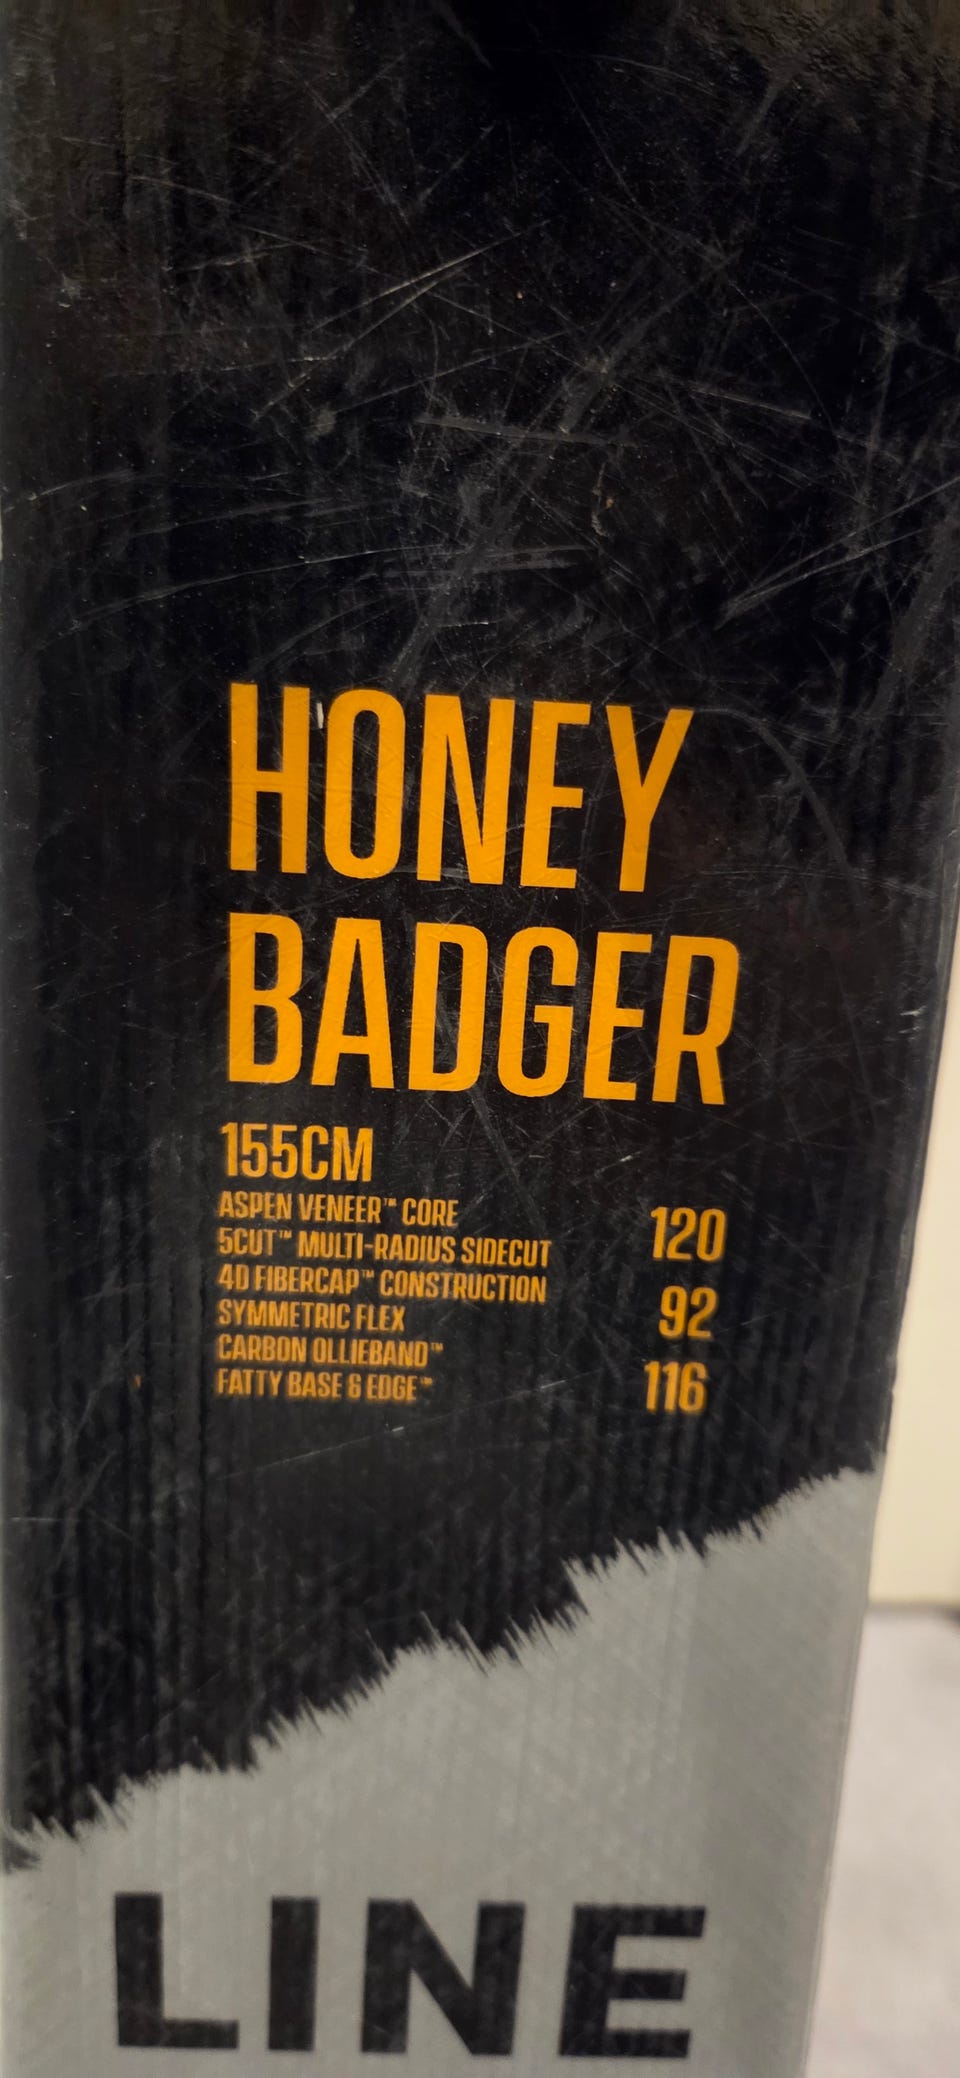 HONEY
BADGER
155CM
ASPEN VENEER™ CORE
5CUT™ MULTI-RADIUS SIDECUT
4D FIBERCAP™ CONSTRUCTION
SYMMETRIC FLEX
CARBON OLLIEBAND™
FATTY BASE & EDGE™
120
92
116
LINE